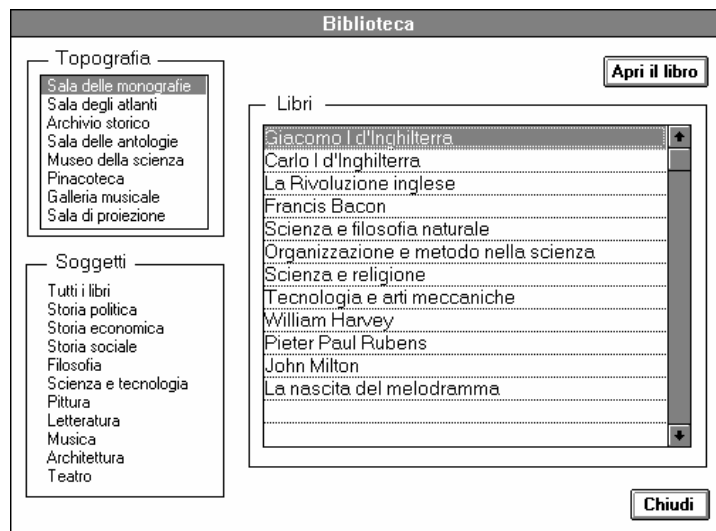 Biblioteca
Topografia
Sala delle monografie
Sala degli atlanti
Archivio storico
Sala delle antologie
Museo della scienza
Pinacoteca
Galleria musicale
Sala di proiezione
Soggetti
Tutti i libri
Storia politica
Storia economica
Storia sociale
Filosofia
Scienza e tecnologia
Pittura
Letteratura
Musica
Architettura
Teatro
Apri il libro
Libri
Giacomo I d'Inghilterra
Carlo I d'Inghilterra
La Rivoluzione inglese
Francis Bacon
Scienza e filosofia naturale
Organizzazione e metodo nella scienza
Scienza e religione
Tecnologia e arti meccaniche
William Harvey
Pieter Paul Rubens
John Milton
La nascita del melodramma
Chiudi